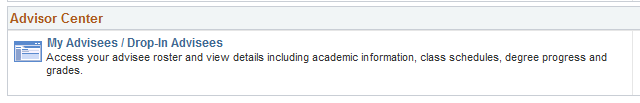 Advisor Center
My Advisees / Drop-In Advisees
Access your advisee roster and view details including academic information, class schedules, degree progress and
grades.